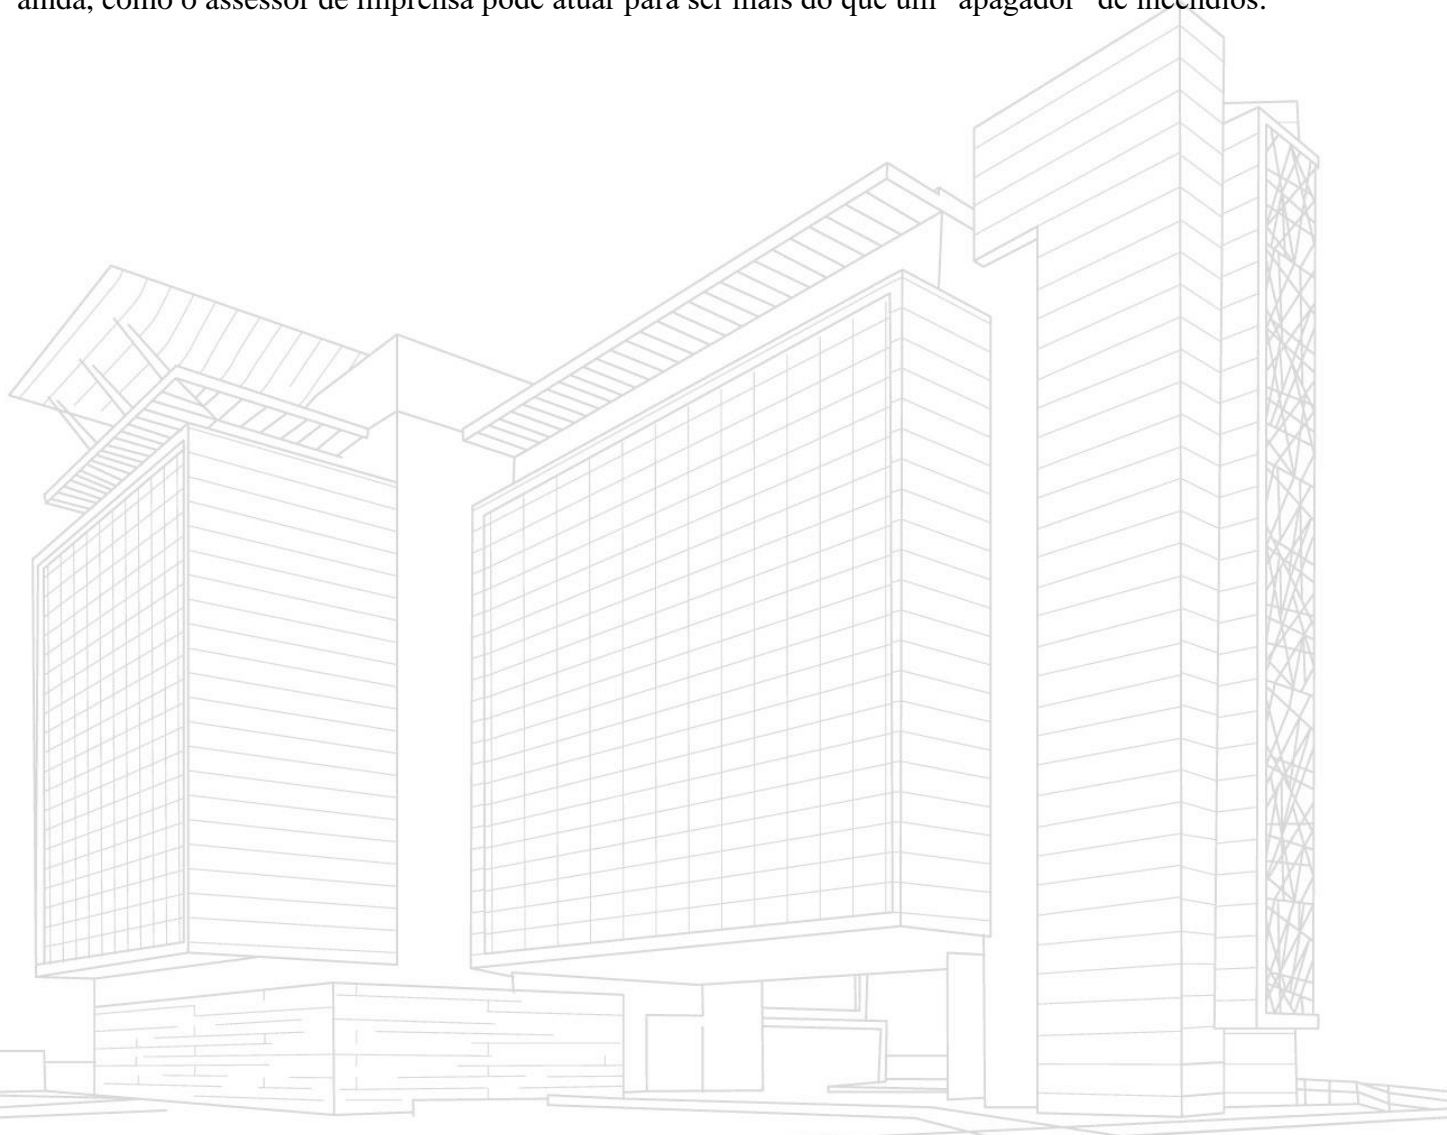 ainda, como o assessor de imprensa pode atuar para ser mais do que um "apagador" de incêndios.